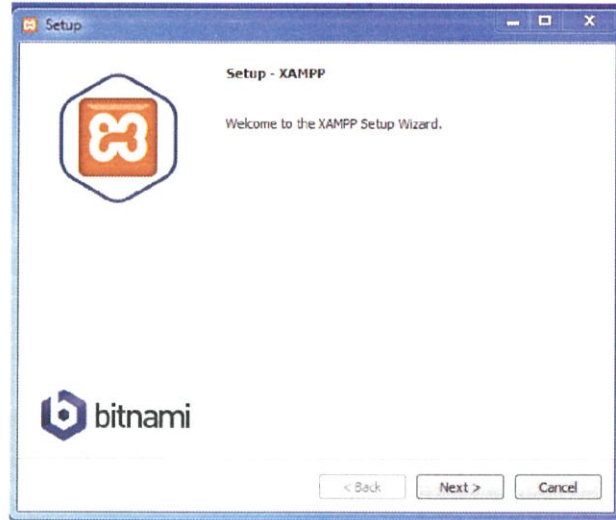 Setup
Setup - XAMPP
Welcome to the XAMPP Setup Wizard.
bitnami
< Back
Next >
Cancel